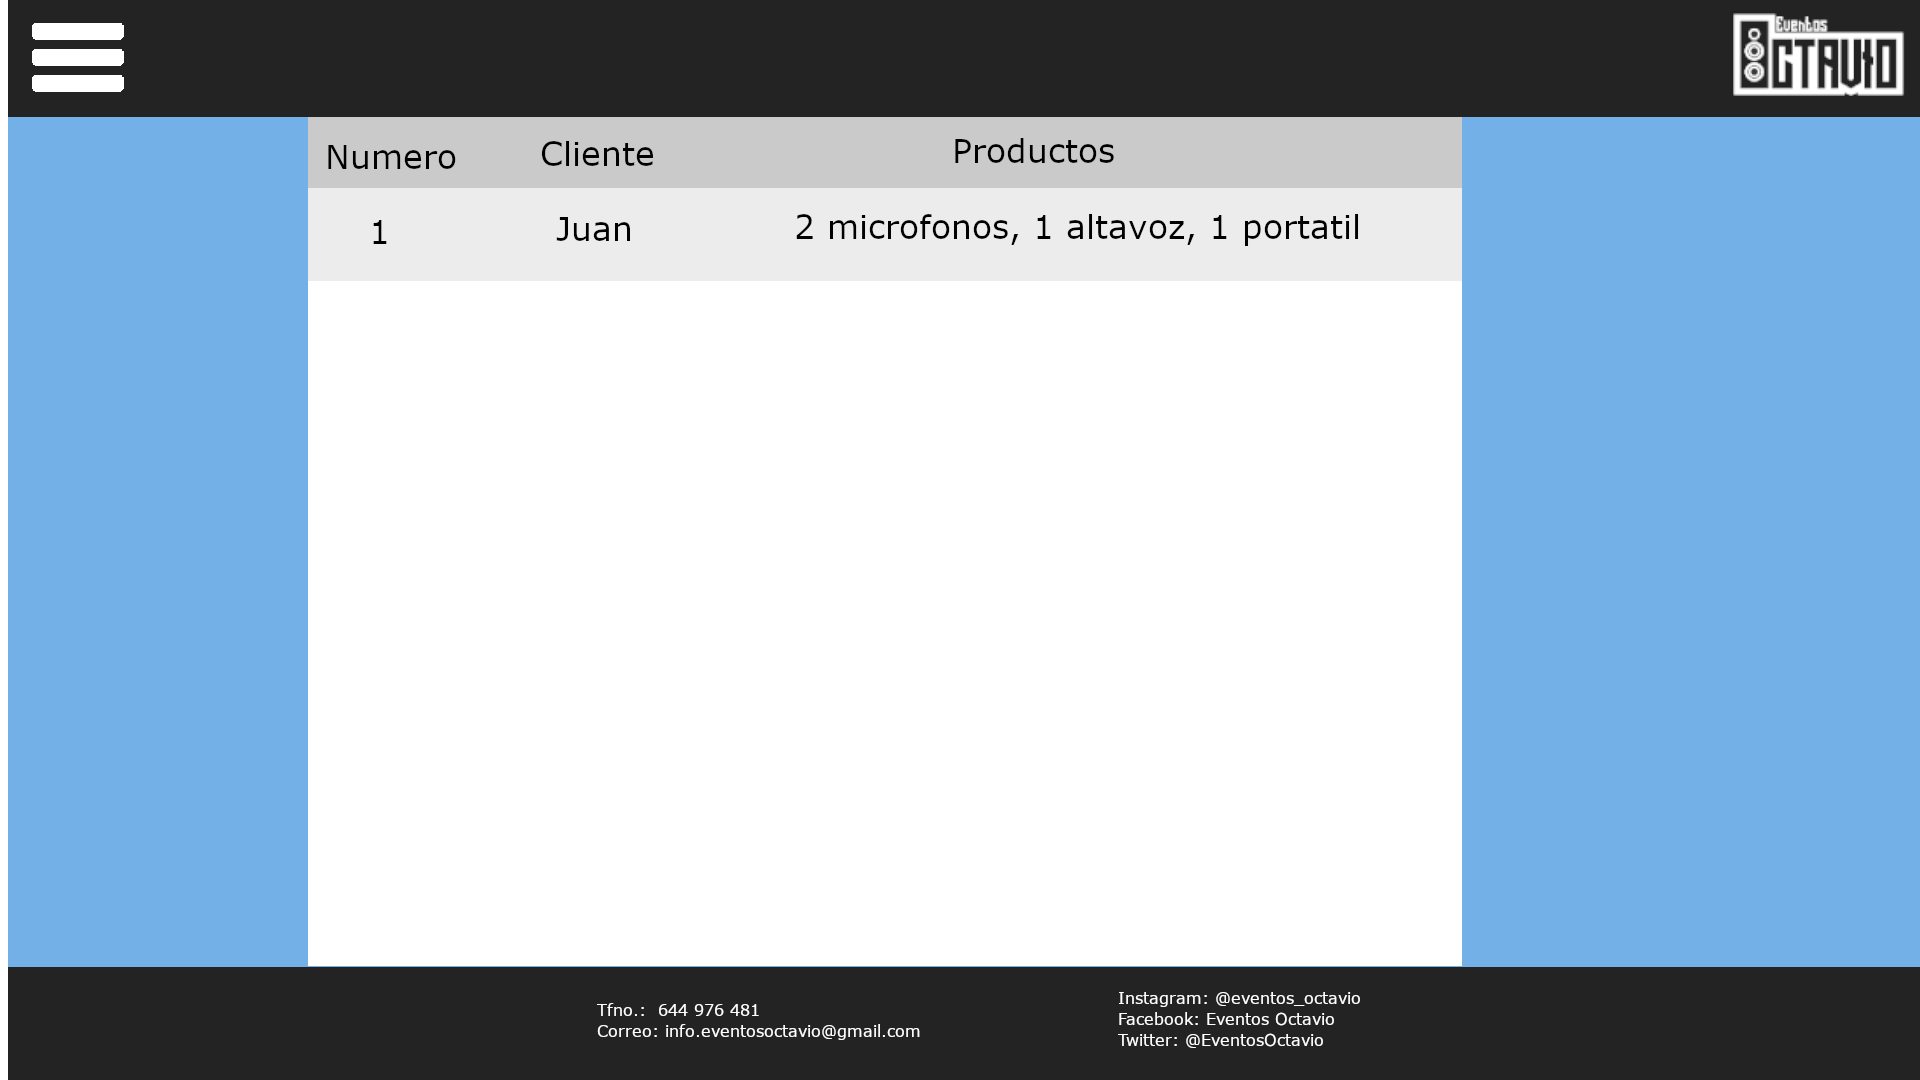 Eventos
OCTAVIO
Numero Cliente Productos
1 Juan 2 microfonos, 1 altavoz, 1 portatil
Tfno.: 644 976 481
Correo: info.eventosoctavio@gmail.com
Instagram: @eventos_octavio
Facebook: Eventos Octavio
Twitter: @EventosOctavio